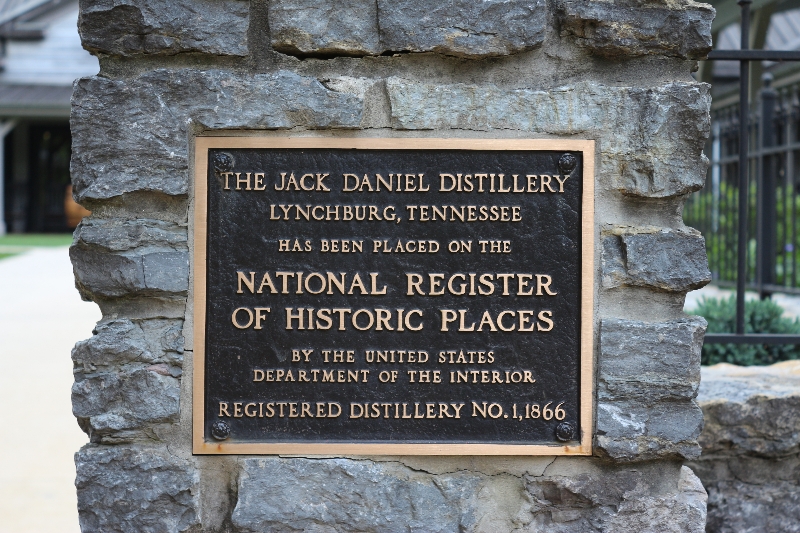 THE JACK DANIEL DISTILLERY
LYNCHBURG, TENNESSEE
HAS BEEN PLACED ON THE
NATIONAL REGISTER
OF HISTORIC PLACES
BY THE UNITED STATES
DEPARTMENT OF THE INTERIOR
REGISTERED DISTILLERY NO. 1, 1866